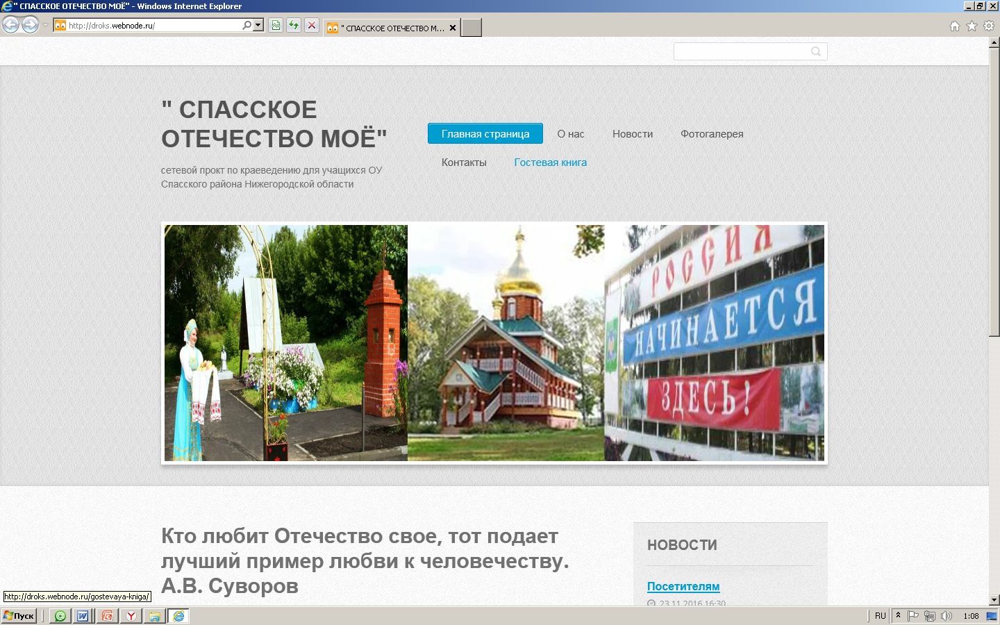 " СПАССКОЕ ОТЕЧЕСТВО МОЁ" - Windows Internet Explorer
http://droks.webnode.ru/
" СПАССКОЕ ОТЕЧЕСТВО М...
" СПАССКОЕ
ОТЕЧЕСТВО МОЁ"
сетевой прокт по краеведению для учащихся ОУ
Спасского района Нижегородской области
Главная страница О нас Новости Фотогалерея
Контакты Гостевая книга
РОССИЯ
НАЧИНАЕТСЯ
ЗДЕСЬ!
Кто любит Отечество свое, тот подает
лучший пример любви к человечеству.
А.В. Суворов
НОВОСТИ
Посетителям
23.11.2016 16:30
http://droks.webnode.ru/gostevaya-kniga/
Пуск
RU
1:08